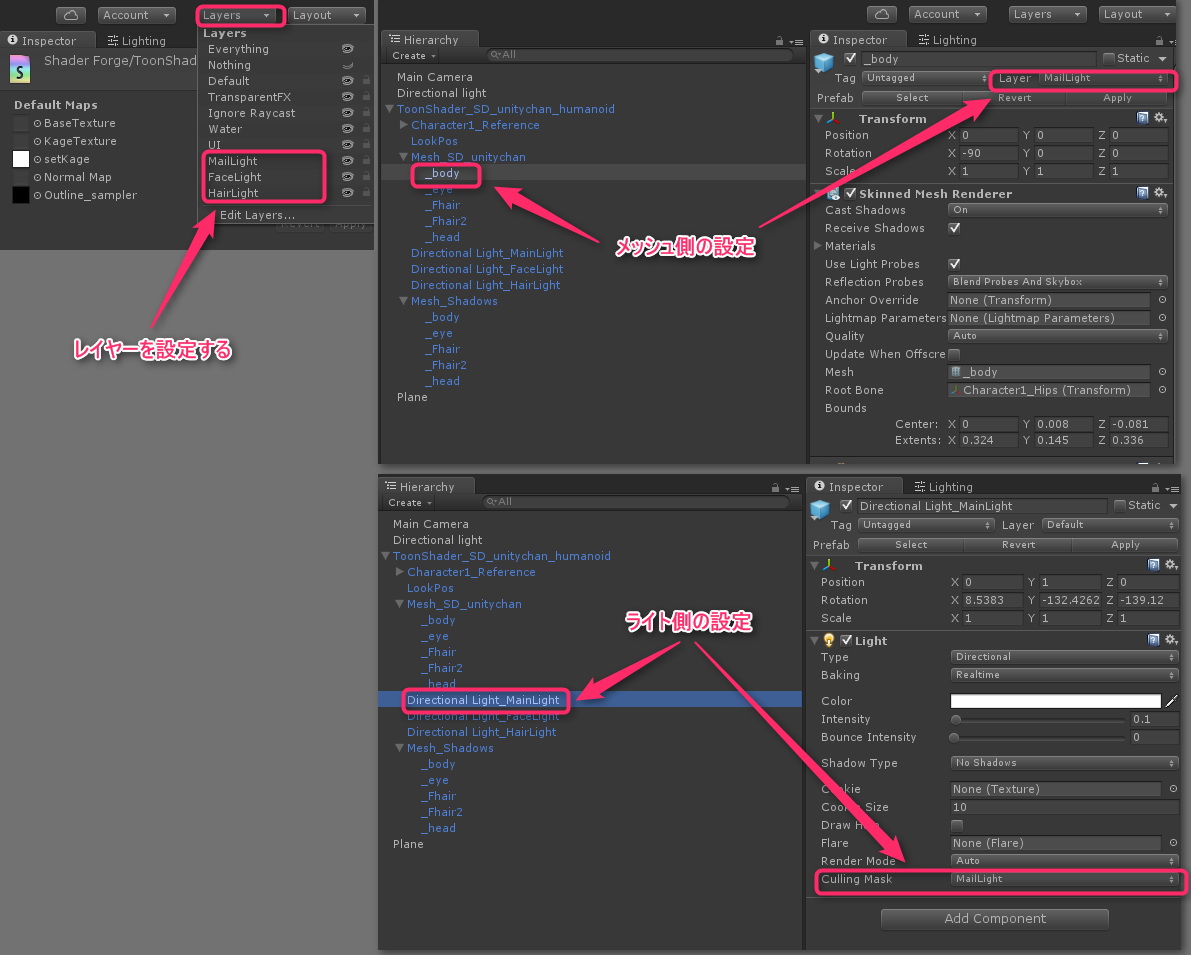 Account
Layers
Layout
Inspector
Lighting
Shader Forge/ToonShad
Default Maps
BaseTexture
KageTexture
setKage
Normal Map
Outline_sampler
Layers
Everything
Nothing
Default
TransparentFX
Ignore Raycast
Water
UI
MailLight
FaceLight
HairLight
Edit Layers...
レイヤーを設定する
Account
Layers
Layout
Hierarchy
Create
All
Main Camera
Directional light
ToonShader_SD_unitychan_humanoid
Character1_Reference
LookPos
Mesh_SD_unitychan
_body
_eye
_Fhair
_Fhair2
_head
Directional Light_MainLight
Directional Light_FaceLight
Directional Light_HairLight
Mesh_Shadows
_body
_eye
_Fhair
_Fhair2
_head
Plane
メッシュ側の設定
Inspector
Lighting
_body
Static
Tag Untagged Layer MailLight
Prefab Select Revert Apply
Transform
Position X 0 Y 0 Z 0
Rotation X -90 Y 0 Z 0
Scale X 1 Y 1 Z 1
Skinned Mesh Renderer
Cast Shadows On
Receive Shadows
Materials
Use Light Probes
Reflection Probes Blend Probes And Skybox
Anchor Override None (Transform)
Lightmap Parameters None (Lightmap Parameters)
Quality Auto
Update When Offscre
Mesh _body
Root Bone Character1_Hips (Transform)
Bounds
Center: X 0 Y 0.008 Z -0.081
Extents: X 0.324 Y 0.145 Z 0.336
Hierarchy
Create
All
Main Camera
Directional light
ToonShader_SD_unitychan_humanoid
Character1_Reference
LookPos
Mesh_SD_unitychan
_body
_eye
_Fhair
_Fhair2
_head
Directional Light_MainLight
Directional Light_FaceLight
Directional Light_HairLight
Mesh_Shadows
_body
_eye
_Fhair
_Fhair2
_head
Plane
ライト側の設定
Inspector
Lighting
Directional Light_MainLight
Static
Tag Untagged Layer Default
Prefab Select Revert Apply
Transform
Position X 0 Y 1 Z 0
Rotation X 8.5383 Y -132.4262 Z -139.12
Scale X 1 Y 1 Z 1
Light
Type Directional
Baking Realtime
Color
Intensity 0.1
Bounce Intensity 0
Shadow Type No Shadows
Cookie None (Texture)
Cookie Size 10
Draw Halo
Flare None (Flare)
Render Mode Auto
Culling Mask MailLight
Add Component